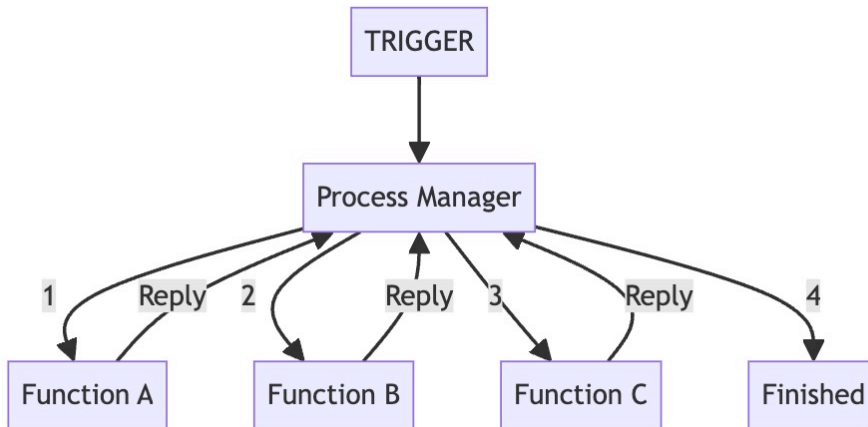 TRIGGER
Process Manager
1
Reply
2
Reply
3
Reply
4
Function A
Function B
Function C
Finished